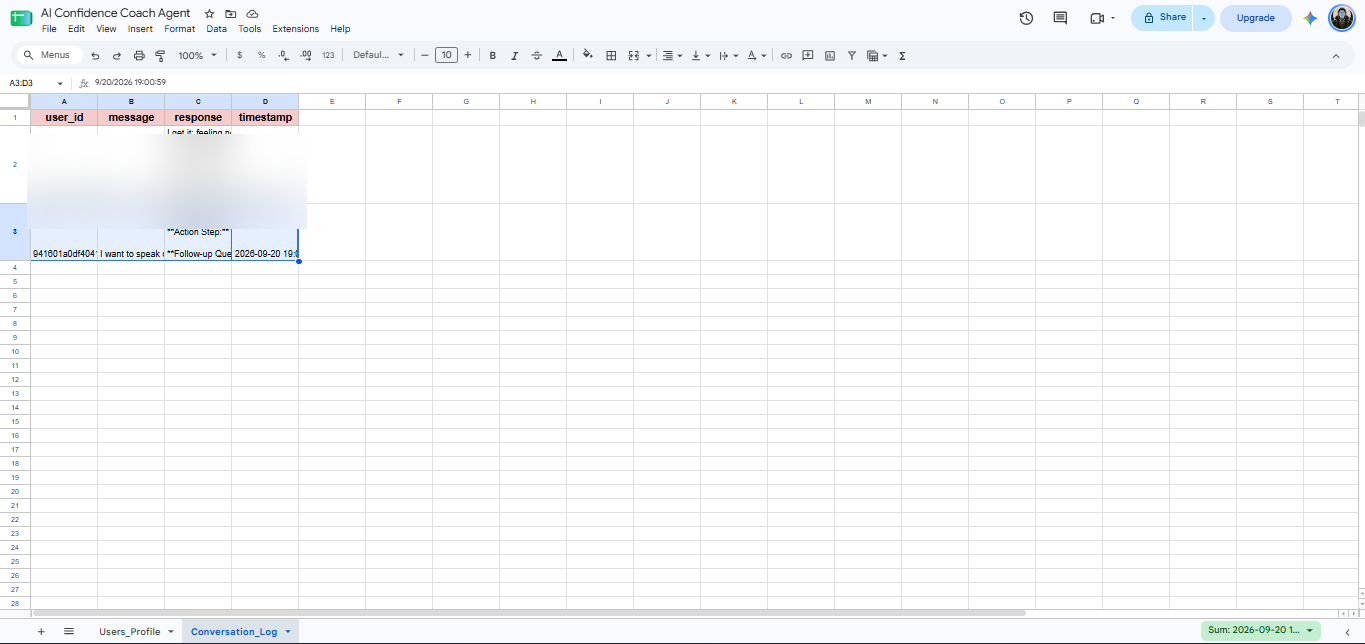 AI Confidence Coach Agent
File Edit View Insert Format Data Tools Extensions Help
Share
Upgrade
Menus
100%
$ % .0 .00 123
Defaul...
10
B I A
Σ
A3:D3
fx 9/20/2026 19:00:59
A B C D E F G H I J K L M N O P Q R S T
1 user_id message response timestamp
I get it; feeling
2
3 **Action Step:**
941601a0df404 I want to speak **Follow-up Que 2026-09-20 19:
4
5
6
7
8
9
10
11
12
13
14
15
16
17
18
19
20
21
22
23
24
25
26
27
28
+ Users_Profile Conversation_Log
Sum: 2026-09-20 1...